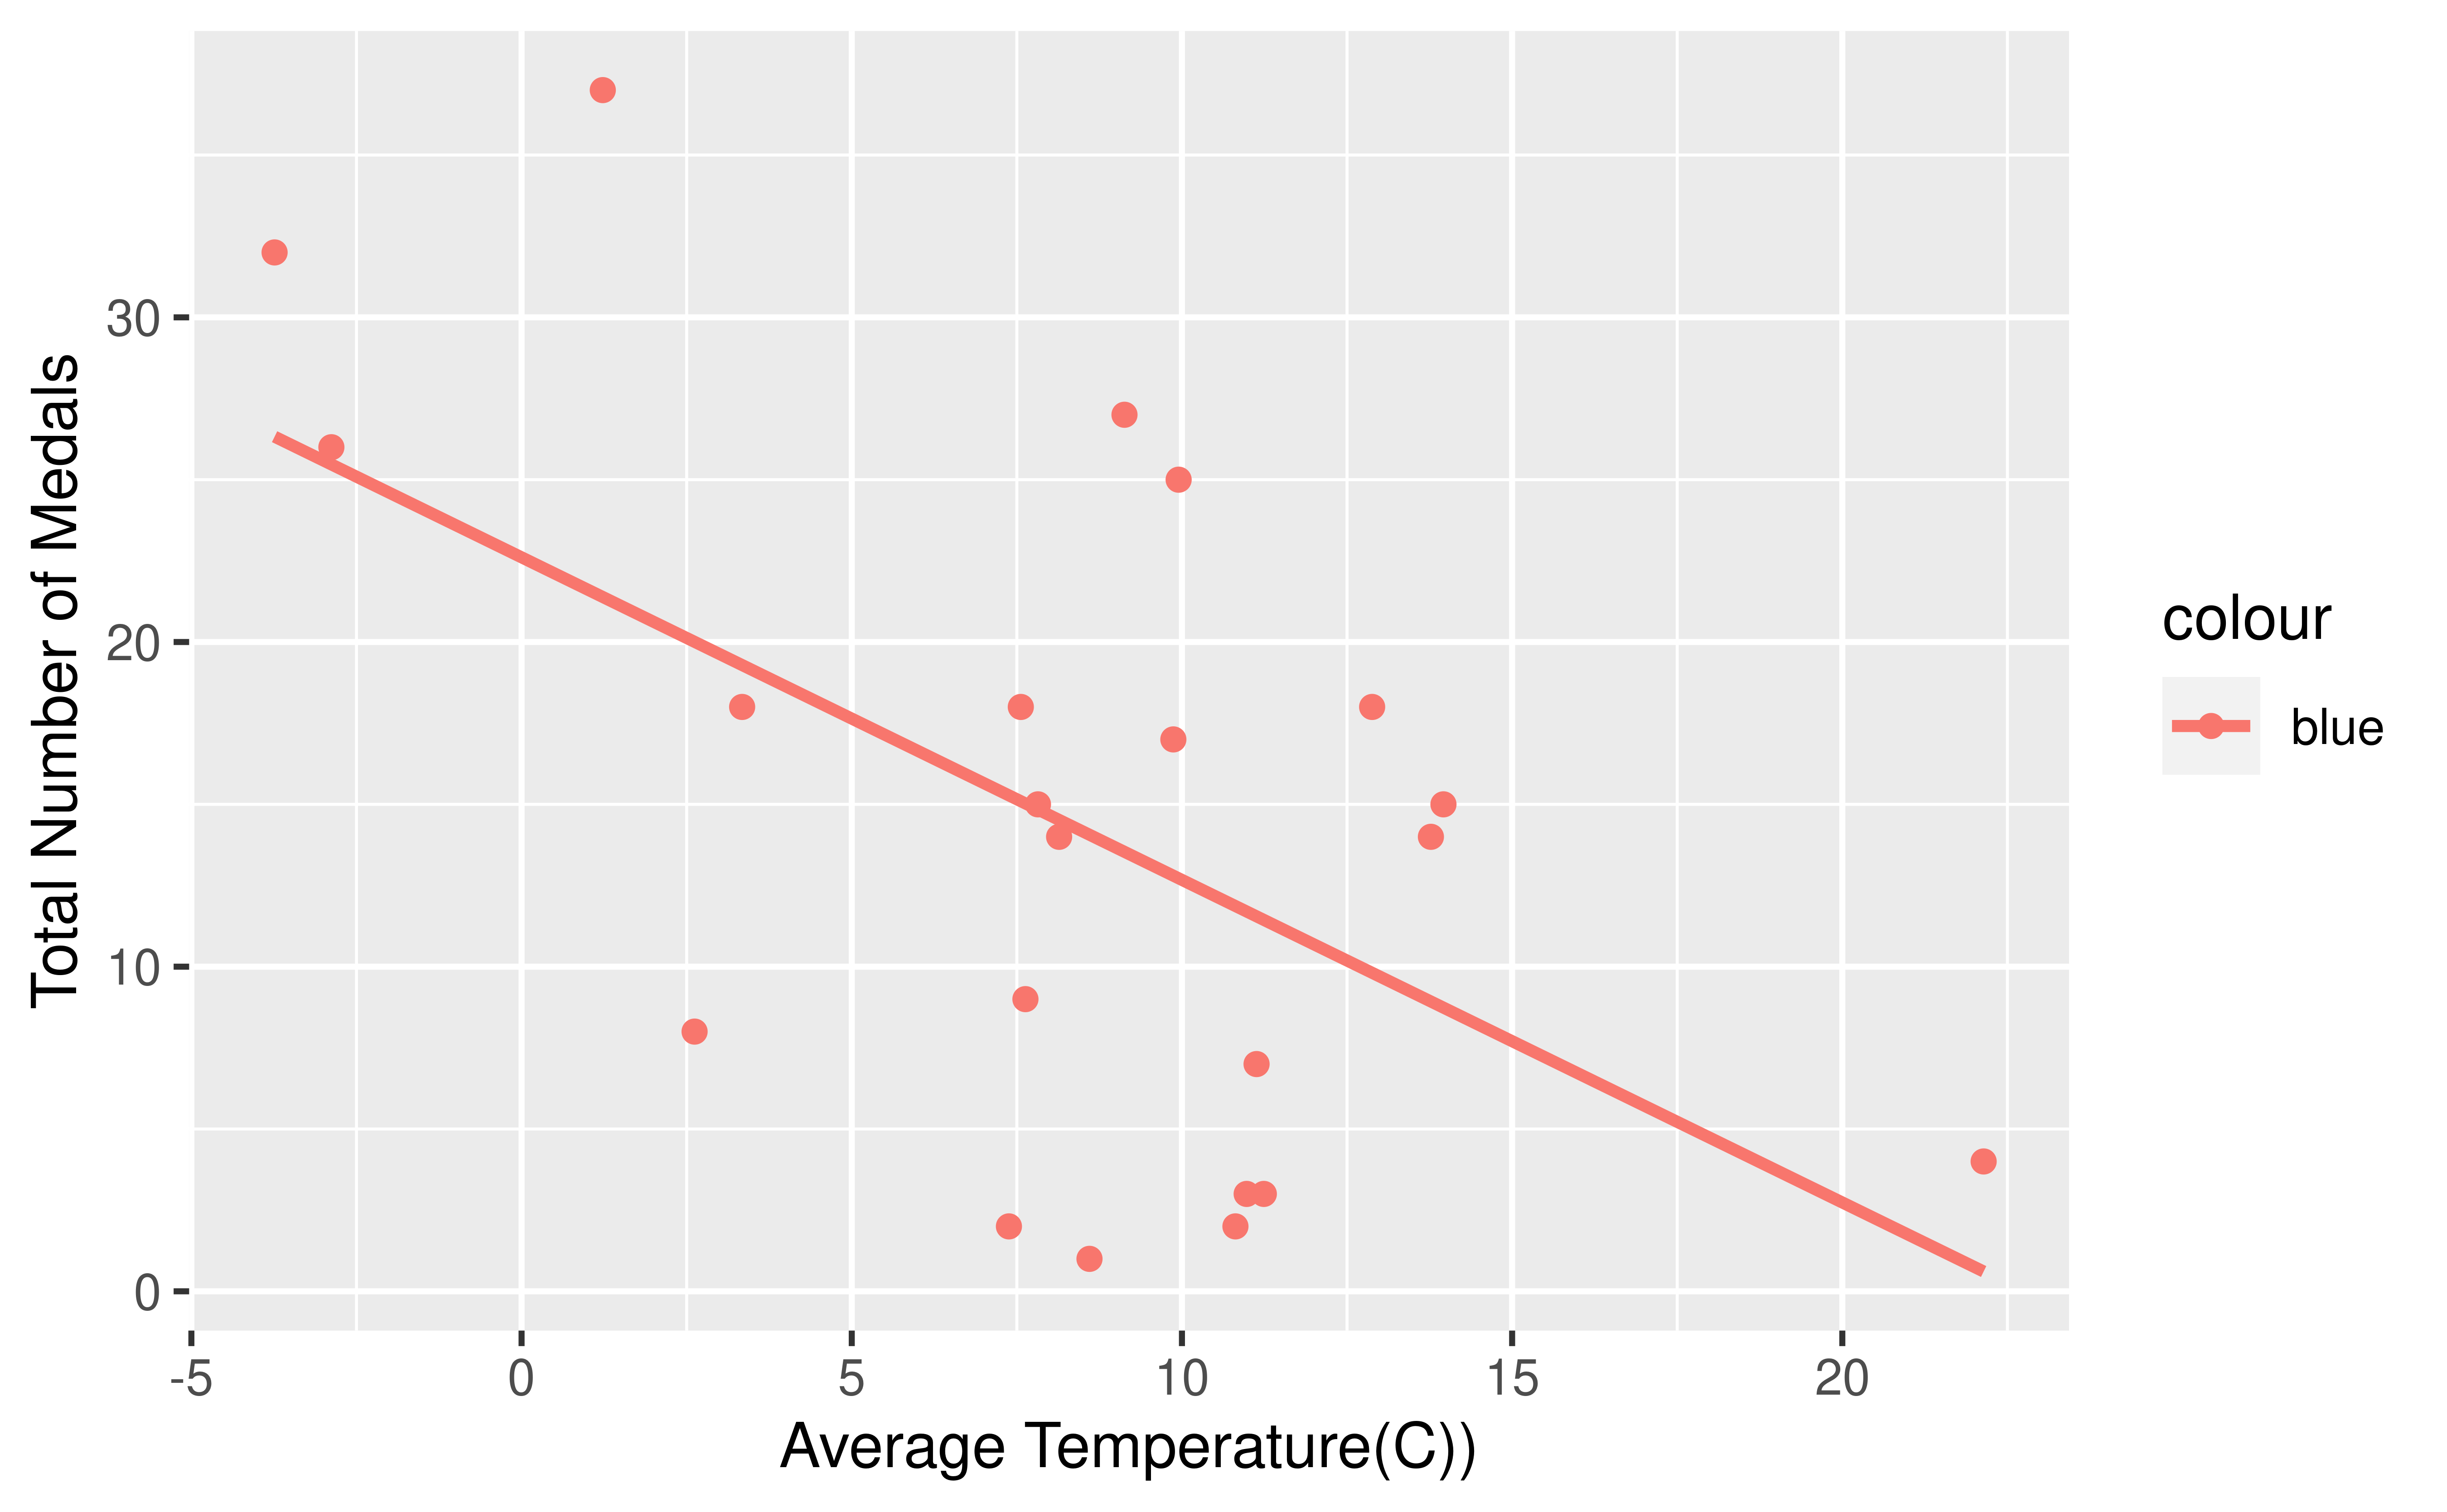 Total Number of Medals
30
20
10
0
-5 0 5 10 15 20
Average Temperature(C))
colour
blue